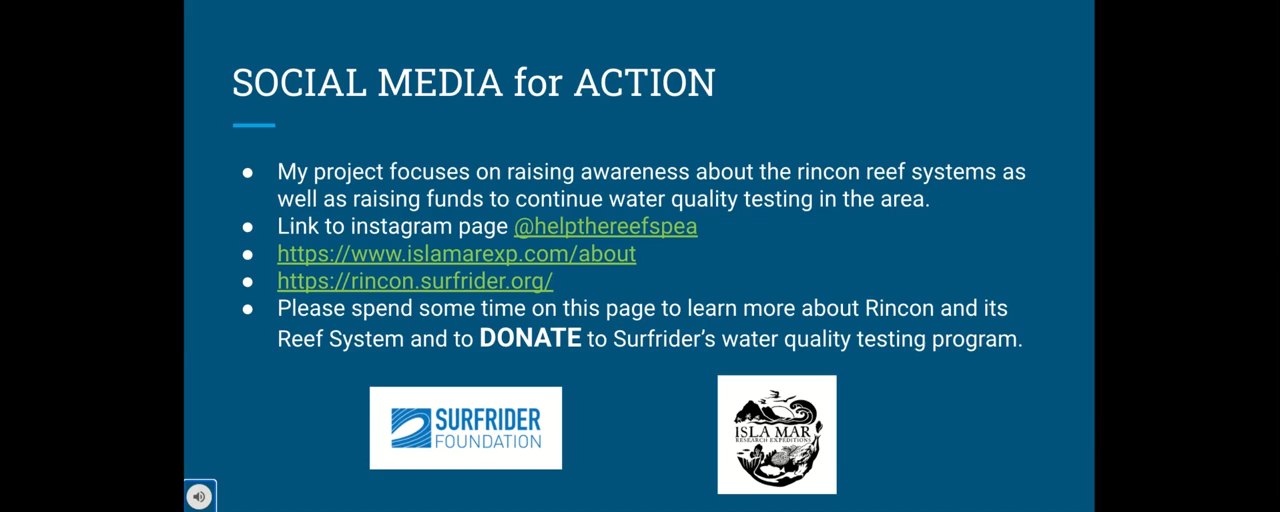 SOCIAL MEDIA for ACTION
● My project focuses on raising awareness about the rincon reef systems as
well as raising funds to continue water quality testing in the area.
● Link to instagram page @helpthereefspea
● https://www.islamarexp.com/about
● https://rincon.surfrider.org/
● Please spend some time on this page to learn more about Rincon and its
Reef System and to DONATE to Surfrider’s water quality testing program.
SURFRIDER
FOUNDATION
ISLA MAR
RESEARCH EXPEDITIONS